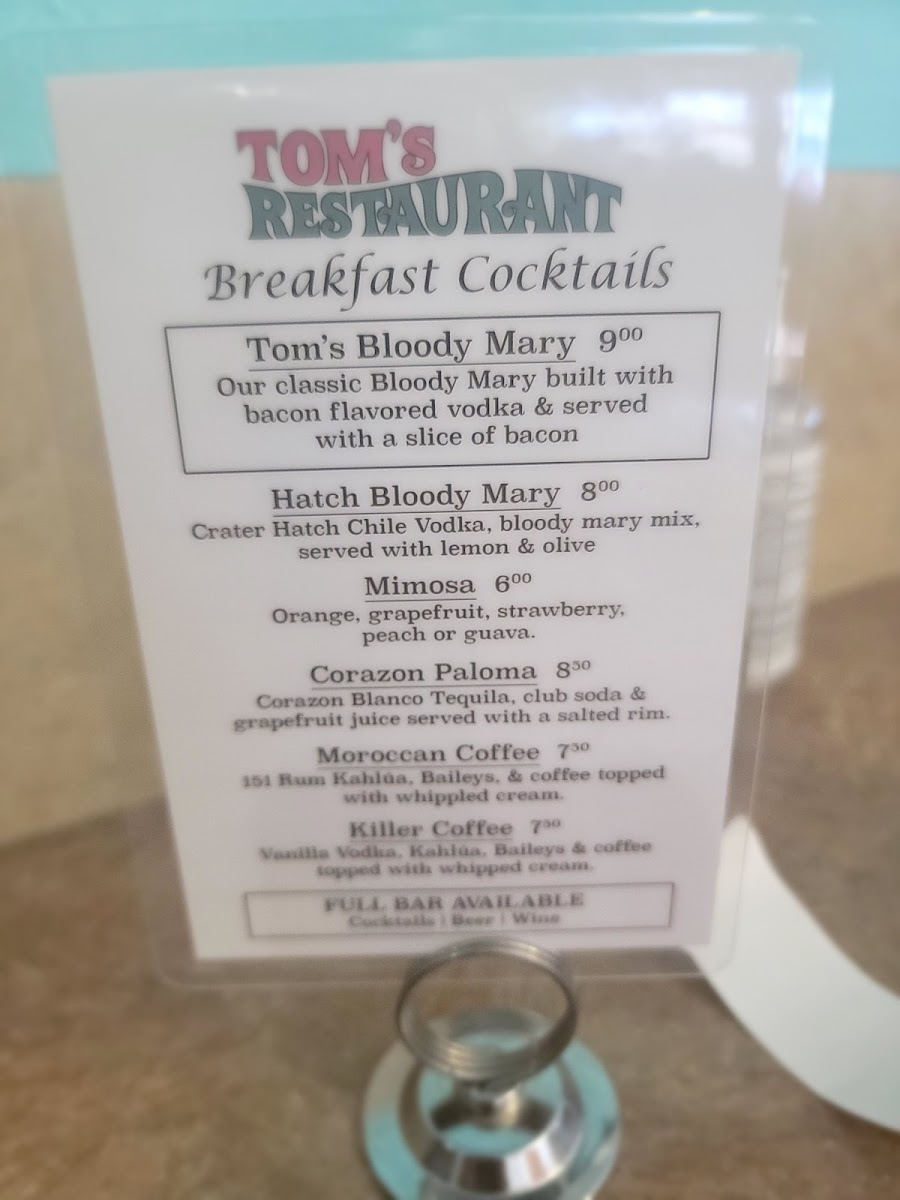 TOM'S
RESTAURANT
Breakfast Cocktails
Tom's Bloody Mary 9⁰⁰
Our classic Bloody Mary built with
bacon flavored vodka & served
with a slice of bacon
Hatch Bloody Mary 8⁰⁰
Crater Hatch Chile Vodka, bloody mary mix,
served with lemon & olive
Mimosa 6⁰⁰
Orange, grapefruit, strawberry,
peach or guava.
Corazon Paloma 8⁵⁰
Corazon Blanco Tequila, club soda &
grapefruit juice served with a salted rim.
Moroccan Coffee 7⁵⁰
151 Rum Kahlúa, Baileys, & coffee topped
with whippled cream.
Killer Coffee 7⁵⁰
Vanilla Vodka, Kahlúa, Baileys & coffee
topped with whipped cream.
FULL BAR AVAILABLE
Cocktails | Beer | Wine